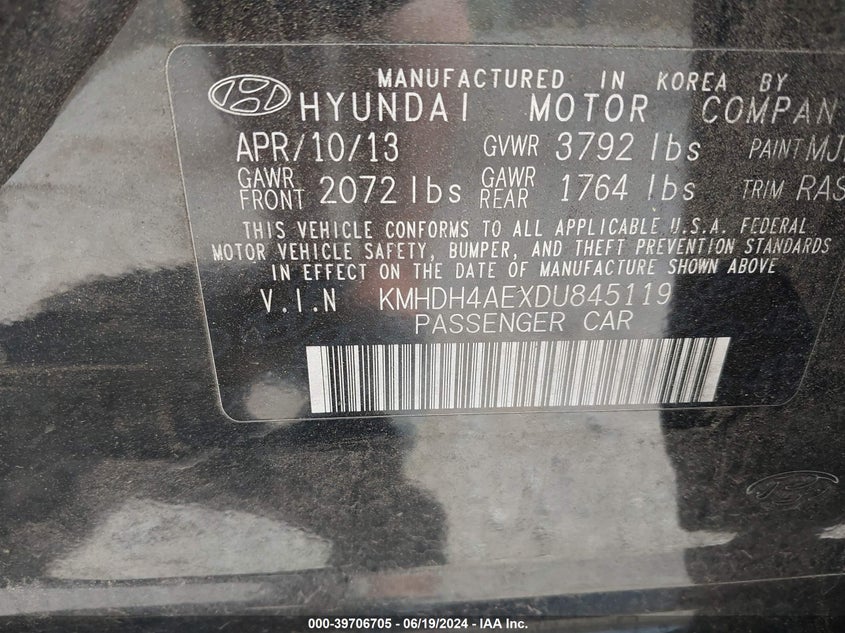 MANUFACTURED IN KOREA BY
HYUNDAI MOTOR COMPAN
APR/10/13 GVWR 3792 lbs PAINT MJ
GAWR FRONT 2072 lbs GAWR REAR 1764 lbs TRIM RAS
THIS VEHICLE CONFORMS TO ALL APPLICABLE U.S.A. FEDERAL
MOTOR VEHICLE SAFETY, BUMPER, AND THEFT PREVENTION STANDARDS
IN EFFECT ON THE DATE OF MANUFACTURE SHOWN ABOVE
V.I.N KMHDH4AEXDU845119
PASSENGER CAR
000-39706705 - 06/19/2024 - IAA Inc.